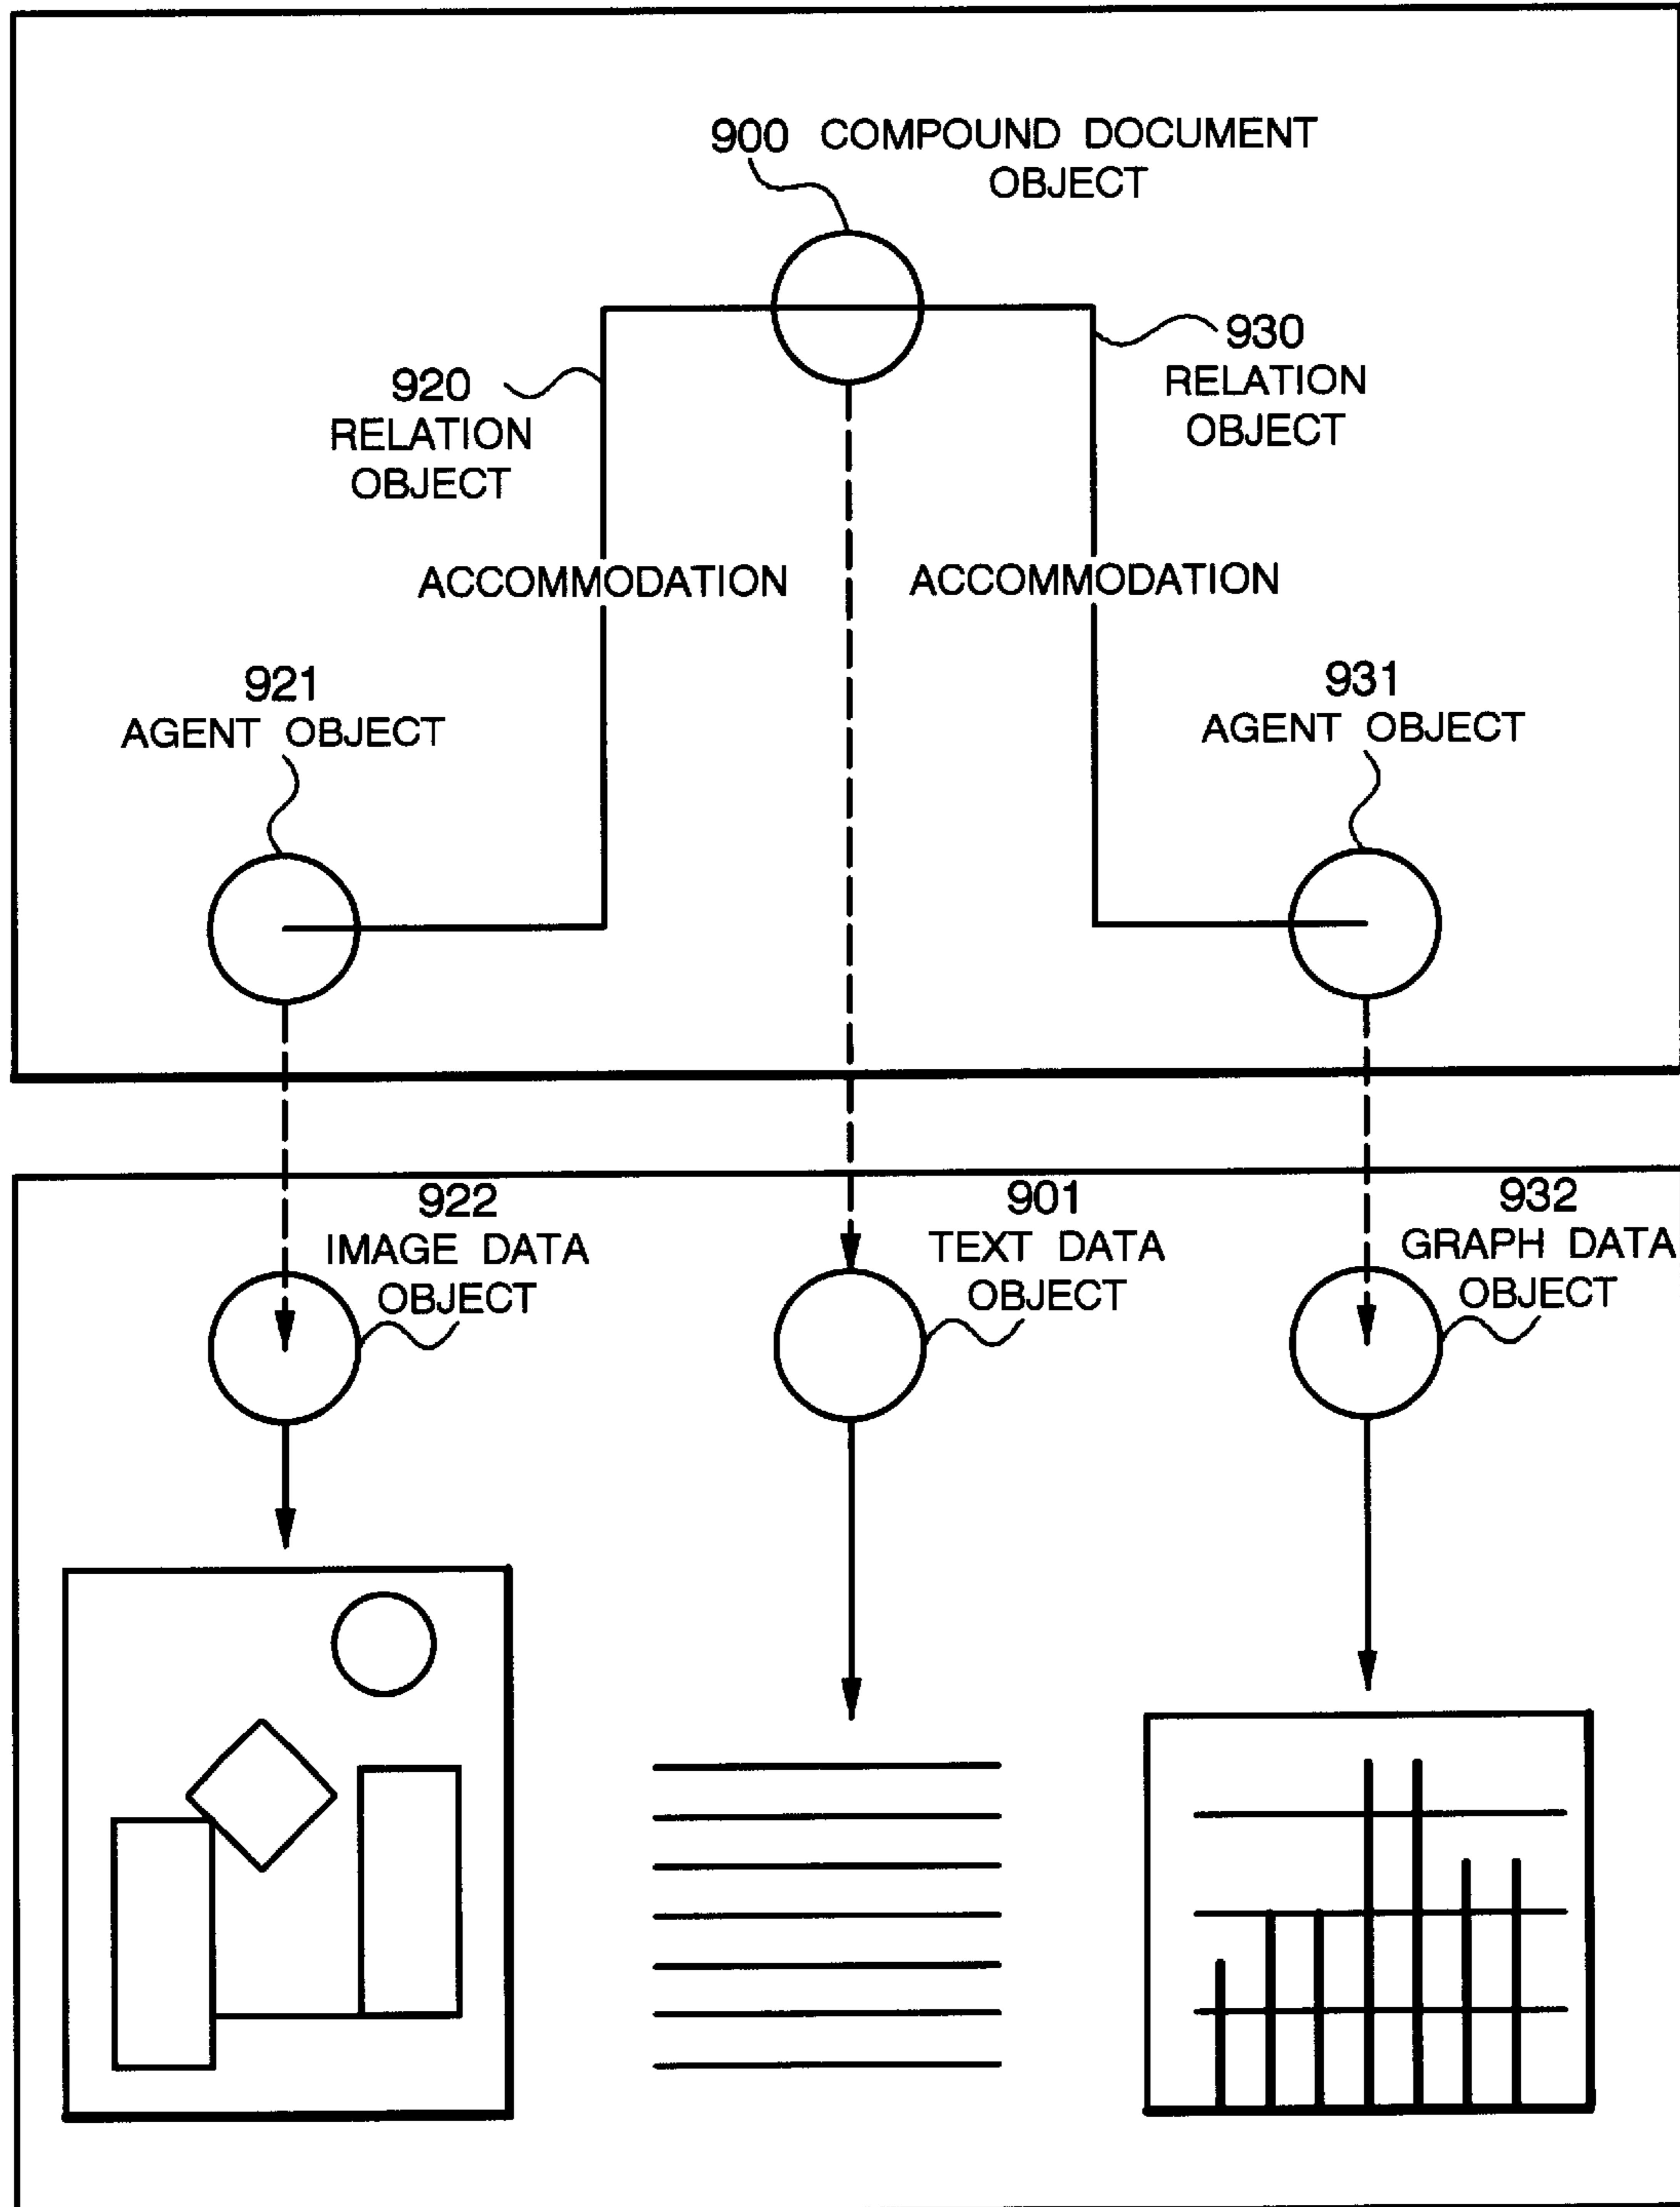 900 COMPOUND DOCUMENT
OBJECT
920
RELATION
OBJECT
930
RELATION
OBJECT
ACCOMMODATION
ACCOMMODATION
921
AGENT OBJECT
931
AGENT OBJECT
922
IMAGE DATA
OBJECT
901
TEXT DATA
OBJECT
932
GRAPH DATA
OBJECT